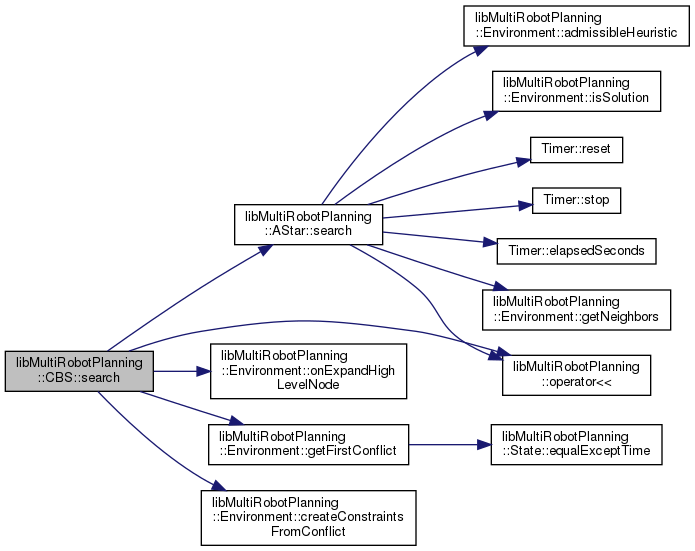 libMultiRobotPlanning
::Environment::admissibleHeuristic
libMultiRobotPlanning
::Environment::isSolution
Timer::reset
Timer::stop
Timer::elapsedSeconds
libMultiRobotPlanning
::Environment::getNeighbors
libMultiRobotPlanning
::operator<<
libMultiRobotPlanning
::AStar::search
libMultiRobotPlanning
::CBS::search
libMultiRobotPlanning
::Environment::onExpandHigh
LevelNode
libMultiRobotPlanning
::Environment::getFirstConflict
libMultiRobotPlanning
::State::equalExceptTime
libMultiRobotPlanning
::Environment::createConstraints
FromConflict